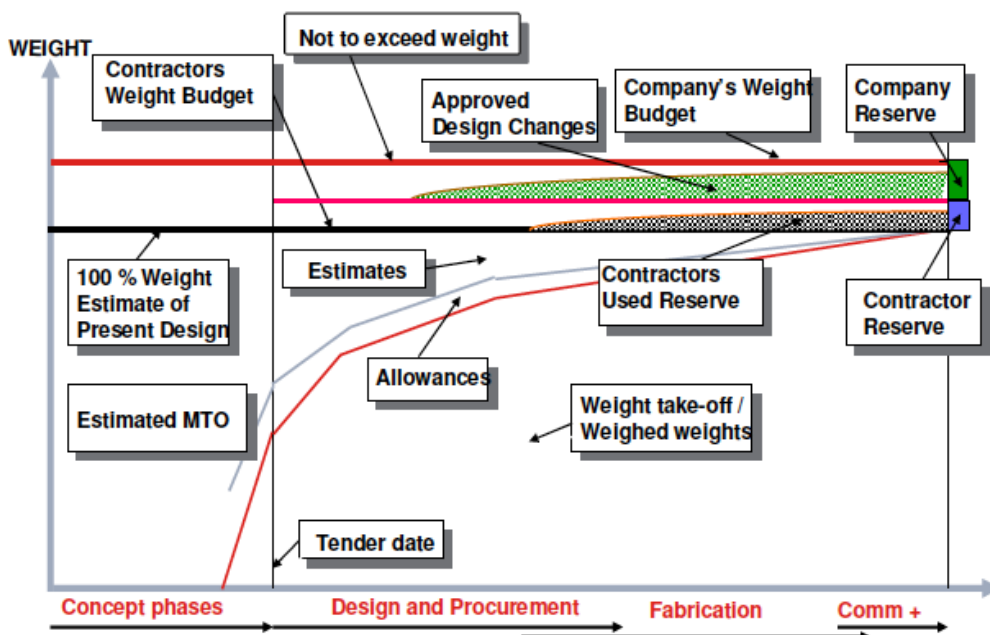 WEIGHT
Not to exceed weight
Contractors
Weight Budget
Approved
Design Changes
Company's Weight
Budget
Company
Reserve
100 % Weight
Estimate of
Present Design
Estimates
Contractors
Used Reserve
Contractor
Reserve
Allowances
Estimated MTO
Weight take-off /
Weighed weights
Tender date
Concept phases
Design and Procurement
Fabrication
Comm +